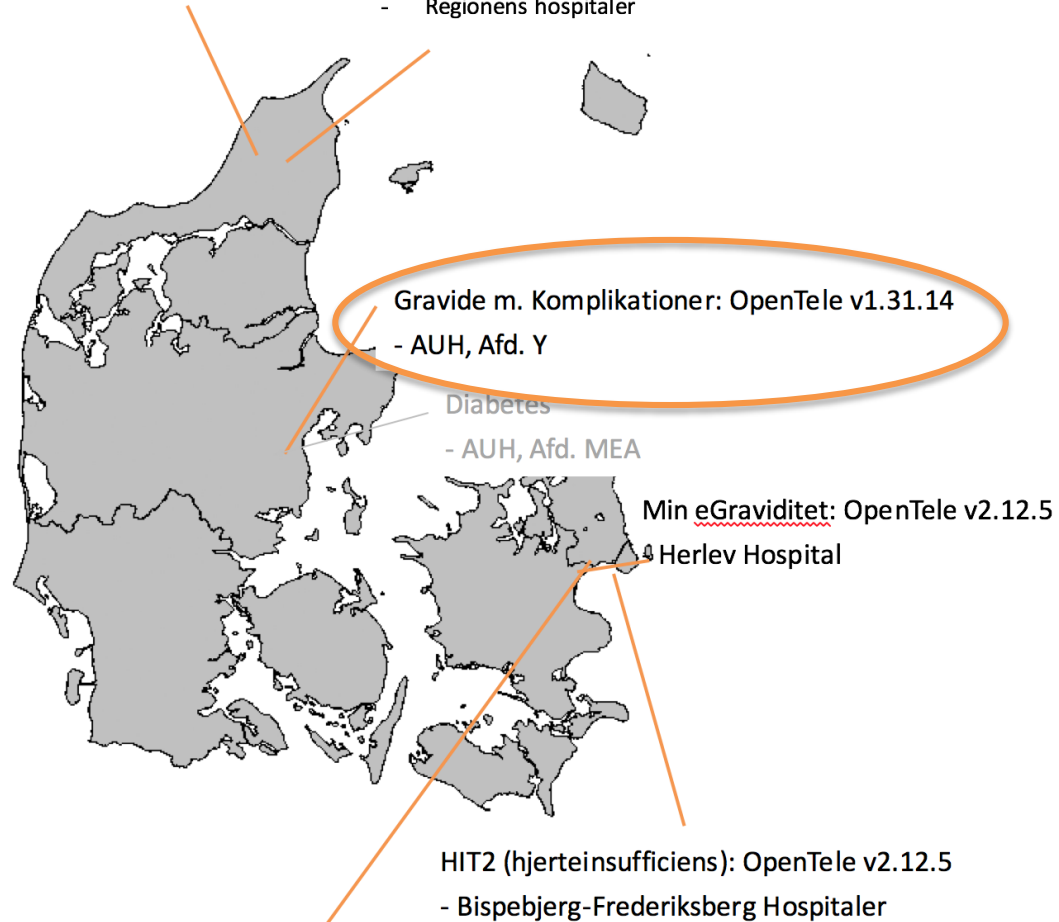 - Regionens hospitaler
Gravide m. Komplikationer: OpenTele v1.31.14
- AUH, Afd. Y
Diabetes
- AUH, Afd. MEA
Min eGraviditet: OpenTele v2.12.5
Herlev Hospital
HIT2 (hjerteinsufficiens): OpenTele v2.12.5
- Bispebjerg-Frederiksberg Hospitaler